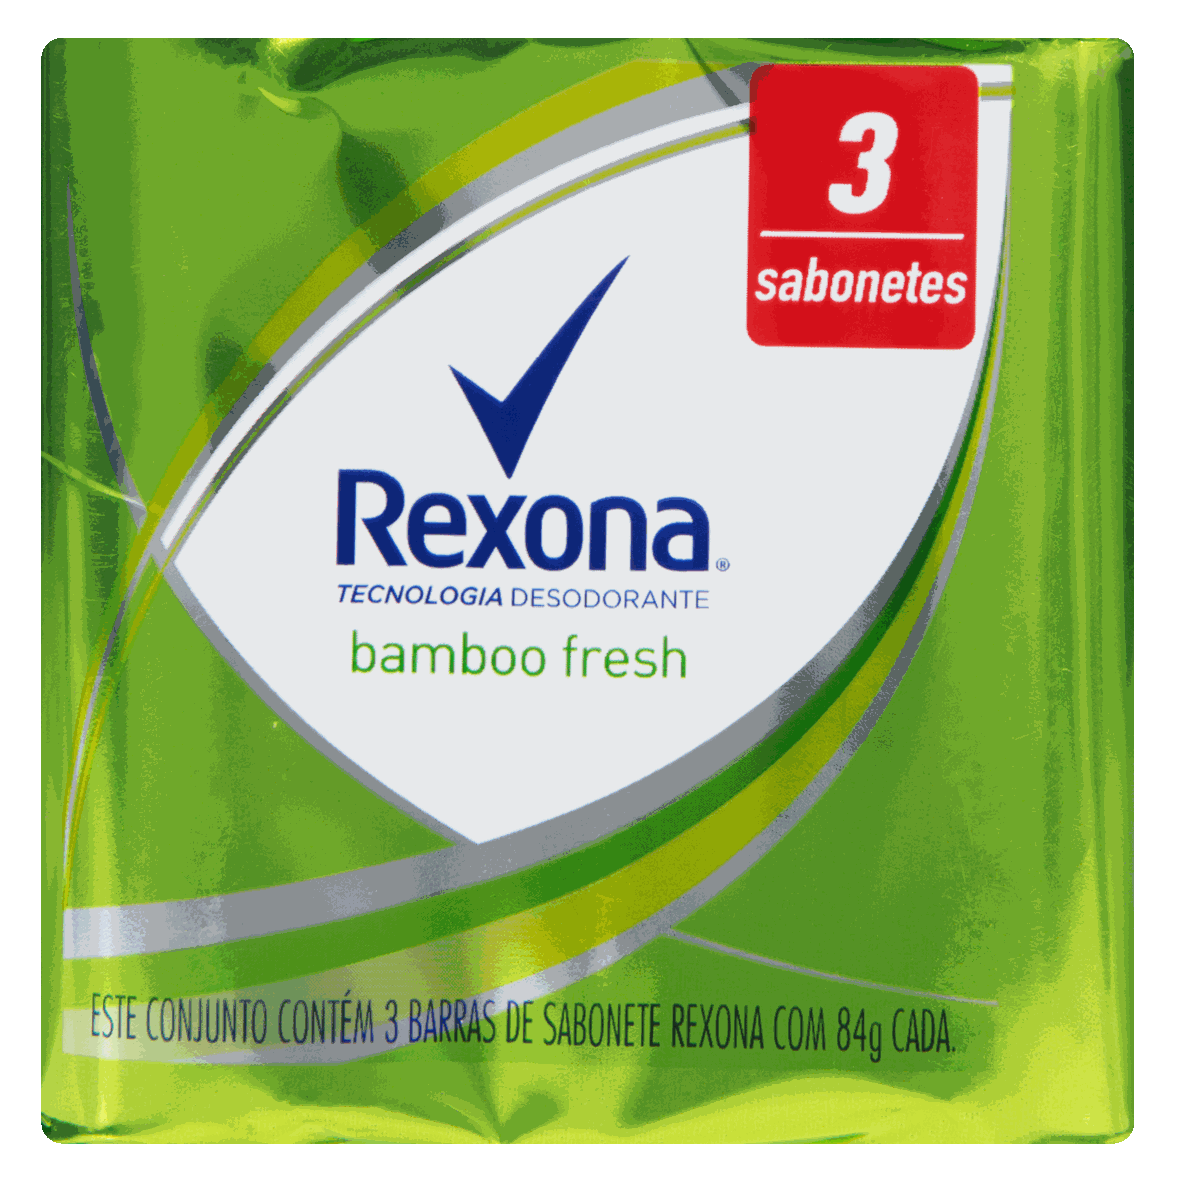 3
sabonetes
Rexona®
TECNOLOGIA DESODORANTE
bamboo fresh
ESTE CONJUNTO CONTÉM 3 BARRAS DE SABONETE REXONA COM 84g CADA.